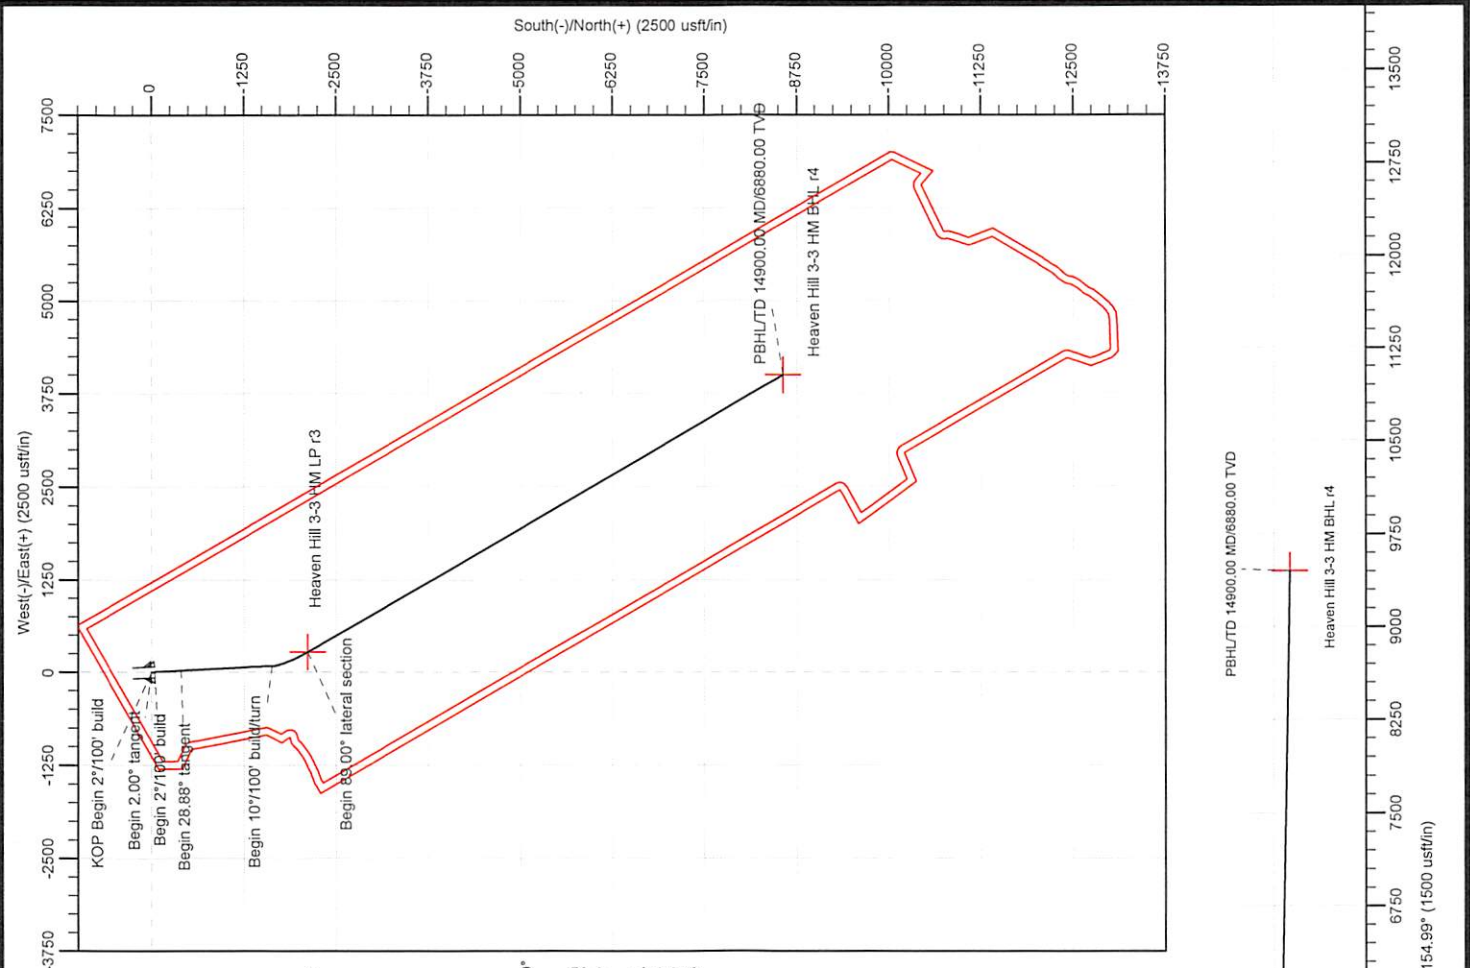 South(-)/North(+) (2500 usft/in)
0
-1250
-2500
-3750
-5000
-6250
-7500
-8750
-10000
-11250
-12500
-13750
West(-)/East(+) (2500 usft/in)
7500
6250
5000
3750
2500
1250
0
-1250
-2500
-3750
PBHL/TD 14900.00 MD/6880.00 TVD
Heaven Hill 3-3 HM BHL r4
Heaven Hill 3-3 HM LP r3
KOP Begin 2°/100' build
Begin 2.00° tangent
Begin 2°/100' build
Begin 28.88° tangent
Begin 10°/100' build/turn
Begin 89.00° lateral section
PBHL/TD 14900.00 MD/6880.00 TVD
Heaven Hill 3-3 HM BHL r4
13500
12750
12000
11250
10500
9750
9000
8250
7500
6750
154.99° (1500 usft/in)